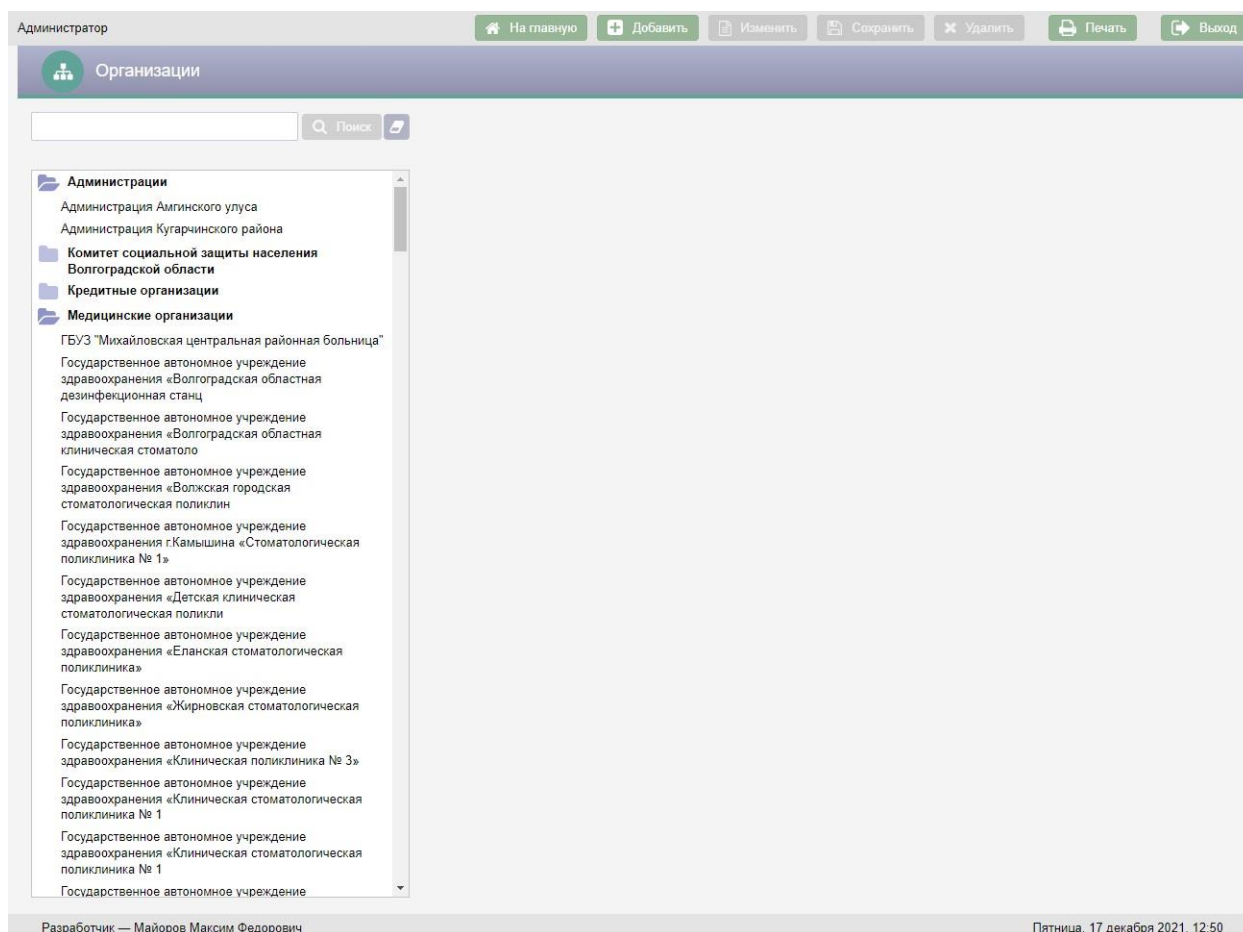 Администратор
На главную Добавить Изменить Сохранить Удалить Печать Выход
Организации
Поиск
Администрации
Администрация Амгинского улуса
Администрация Кугарчинского района
Комитет социальной защиты населения
Волгоградской области
Кредитные организации
Медицинские организации
ГБУЗ "Михайловская центральная районная больница"
Государственное автономное учреждение
здравоохранения «Волгоградская областная
дезинфекционная станц
Государственное автономное учреждение
здравоохранения «Волгоградская областная
клиническая стоматоло
Государственное автономное учреждение
здравоохранения «Волжская городская
стоматологическая поликлин
Государственное автономное учреждение
здравоохранения г.Камышина «Стоматологическая
поликлиника № 1»
Государственное автономное учреждение
здравоохранения «Детская клиническая
стоматологическая поликли
Государственное автономное учреждение
здравоохранения «Еланская стоматологическая
поликлиника»
Государственное автономное учреждение
здравоохранения «Жирновская стоматологическая
поликлиника»
Государственное автономное учреждение
здравоохранения «Клиническая поликлиника № 3»
Государственное автономное учреждение
здравоохранения «Клиническая стоматологическая
поликлиника № 1
Государственное автономное учреждение
здравоохранения «Клиническая стоматологическая
поликлиника № 1
Государственное автономное учреждение
Разработчик — Майоров Максим Федорович
Пятница, 17 декабря 2021, 12:50